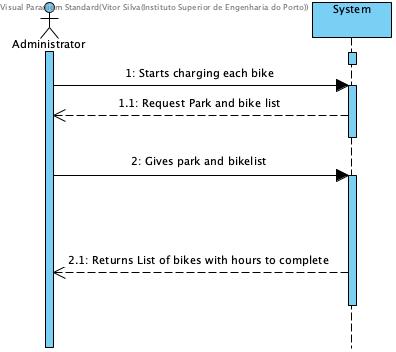 Visual Paradigm Standard(Vitor Silva(Instituto Superior de Engenharia do Porto))
System
Administrator
1: Starts charging each bike
1.1: Request Park and bike list
2: Gives park and bikelist
2.1: Returns List of bikes with hours to complete